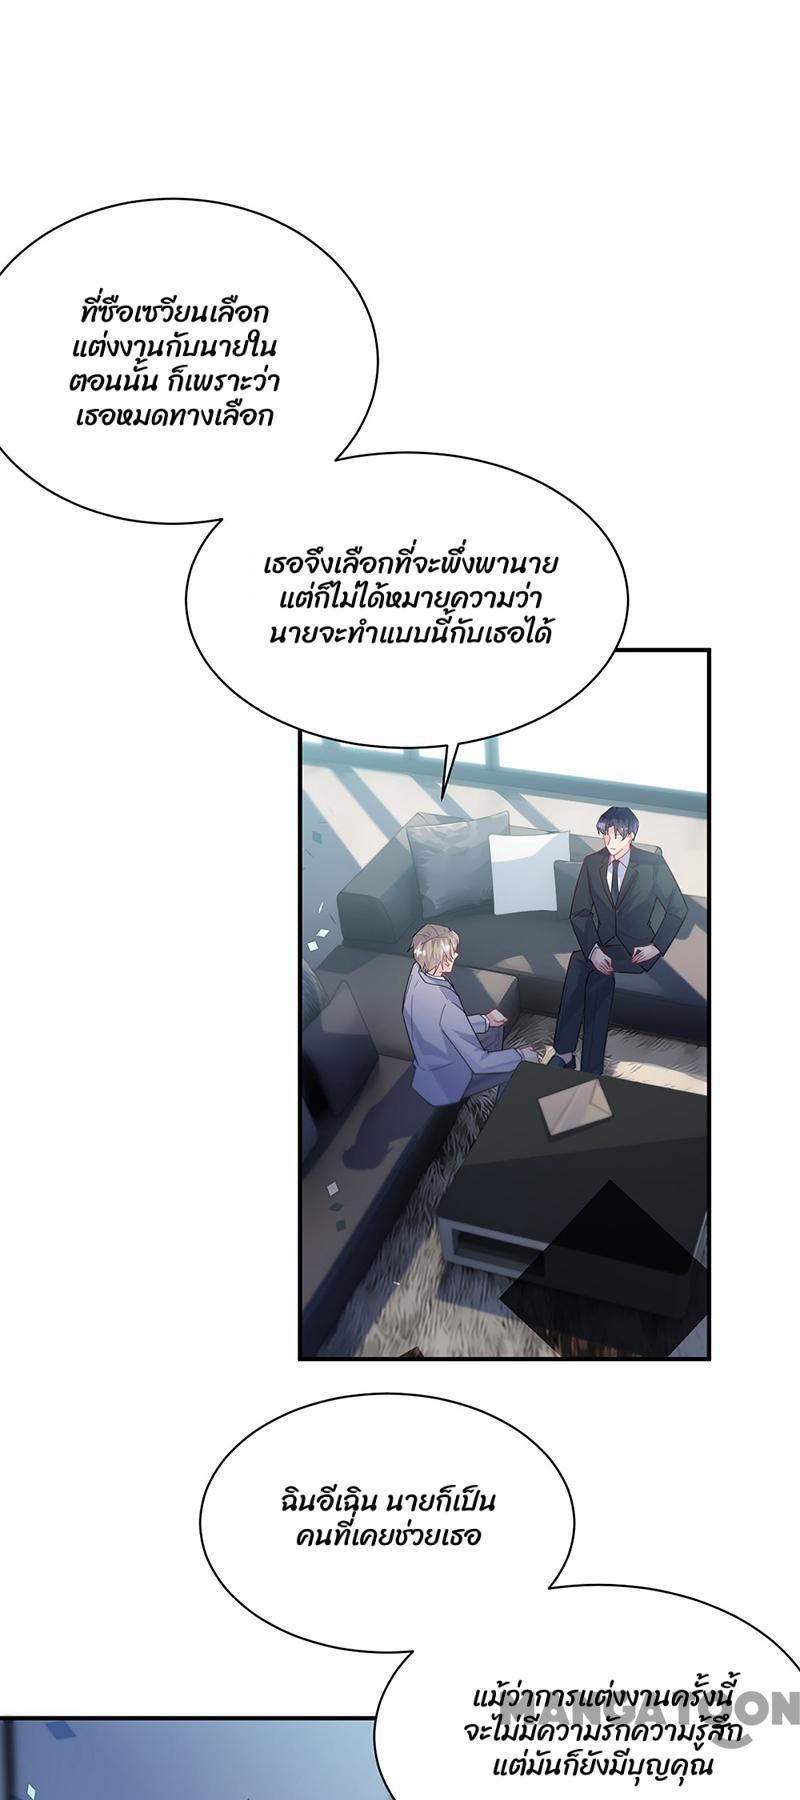 ที่ซือเซวียนเลือก
แต่งงานกับนายใน
ตอนนั้น ก็เพราะว่า
เธอหมดทางเลือก
เธอจึงเลือกที่จะพึ่งพานาย
แต่ก็ไม่ได้หมายความว่า
นายจะทำแบบนี้กับเธอได้
ฉินอีเฉิน นายก็เป็น
คนที่เคยช่วยเธอ
แม้ว่าการแต่งงานครั้งนี้
จะไม่มีความรักความรู้สึก
แต่มันก็ยังมีบุญคุณ
MANGATOON